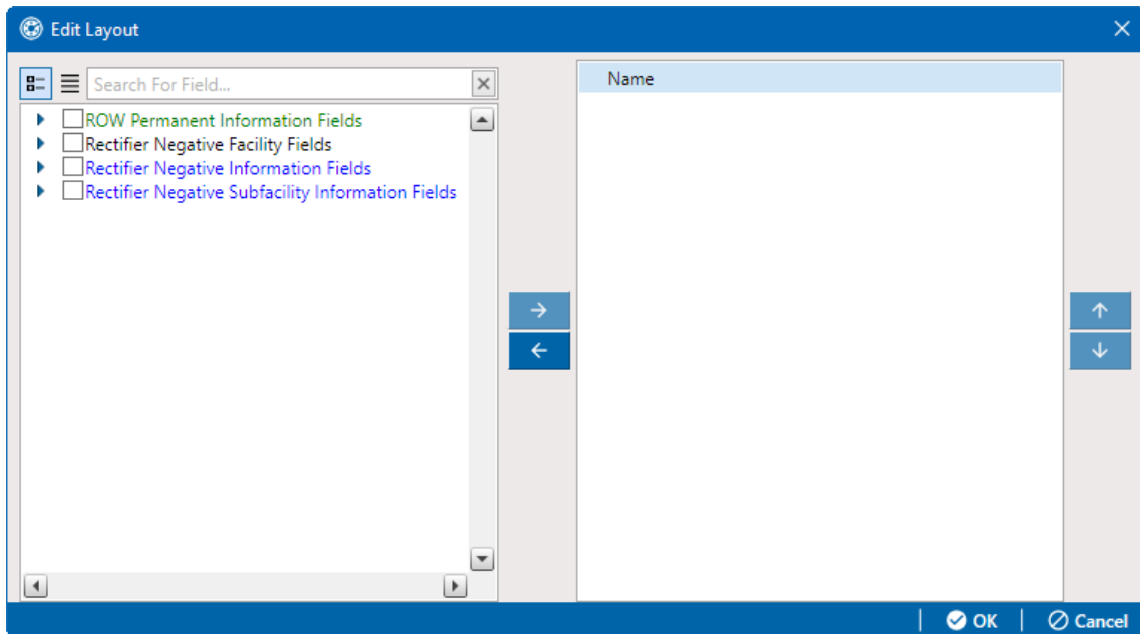 Edit Layout
Search For Field...
Name
ROW Permanent Information Fields
Rectifier Negative Facility Fields
Rectifier Negative Information Fields
Rectifier Negative Subfacility Information Fields
OK
Cancel